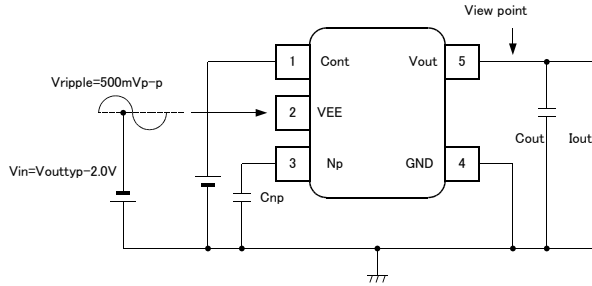 View point
1 Cont Vout 5
Vripple=500mVp-p
2 VEE
3 Np GND 4
Cout Iout
Vin=Vouttyp-2.0V
Cnp